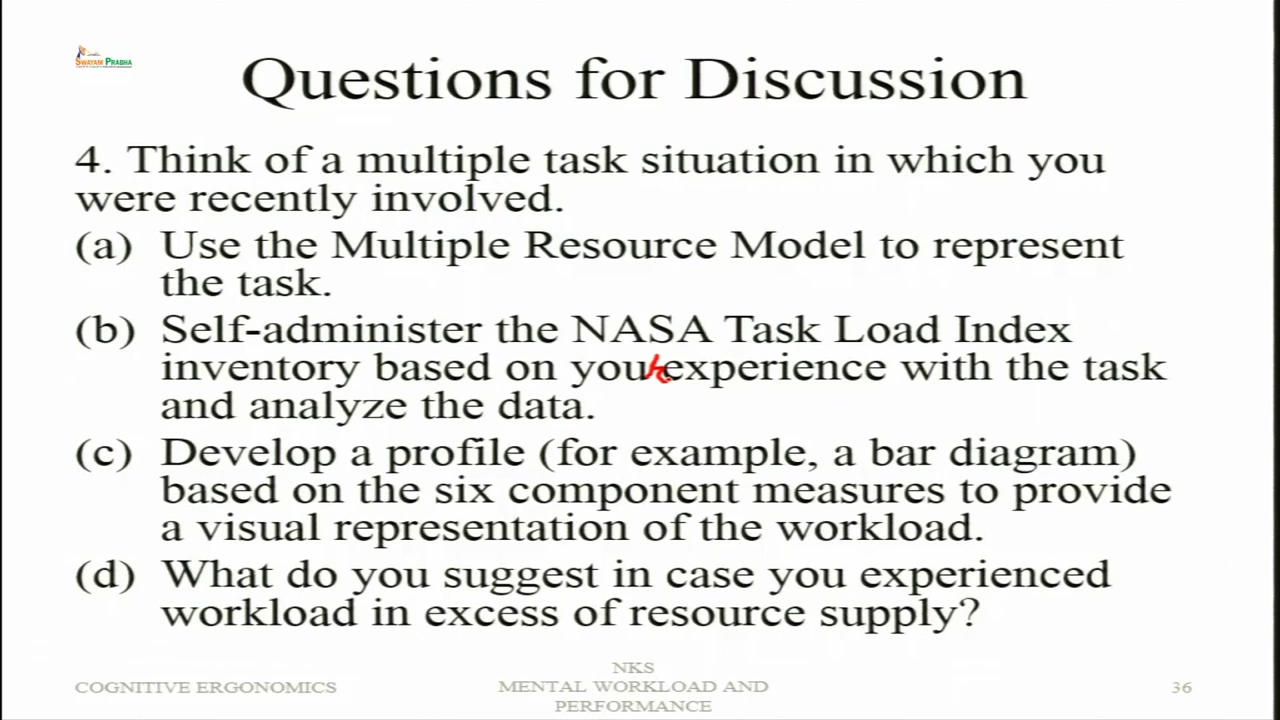 SWAYAM PRABHA
Questions for Discussion
4. Think of a multiple task situation in which you
were recently involved.
(a) Use the Multiple Resource Model to represent
the task.
(b) Self-administer the NASA Task Load Index
inventory based on your experience with the task
and analyze the data.
(c) Develop a profile (for example, a bar diagram)
based on the six component measures to provide
a visual representation of the workload.
(d) What do you suggest in case you experienced
workload in excess of resource supply?
NKS
COGNITIVE ERGONOMICS MENTAL WORKLOAD AND 36
PERFORMANCE